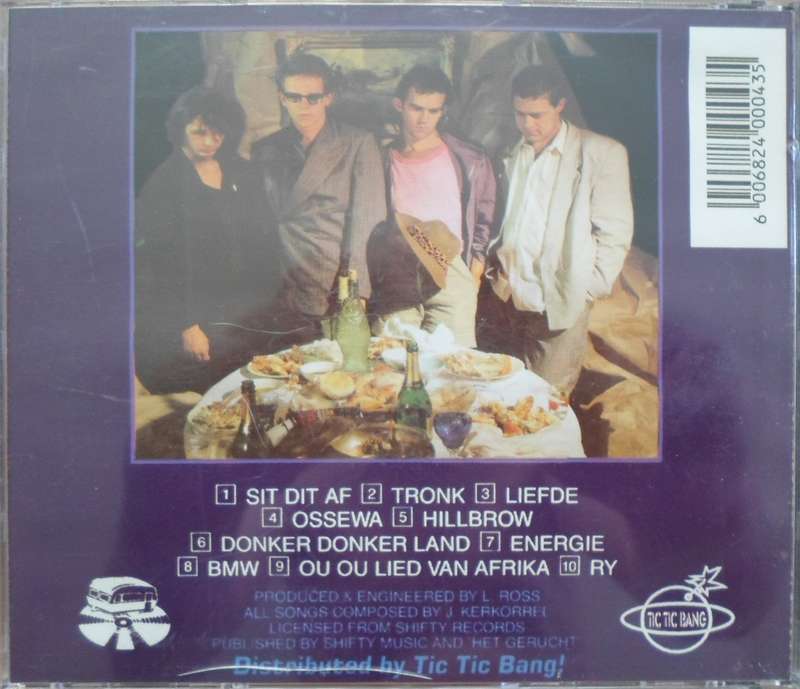 6 006824 000435
1 SIT DIT AF 2 TRONK 3 LIEFDE
4 OSSEWA 5 HILLBROW
6 DONKER DONKER LAND 7 ENERGIE
8 BMW 9 OU OU LIED VAN AFRIKA 10 RY
PRODUCED & ENGINEERED BY L. ROSS
ALL SONGS COMPOSED BY J. KERKORREL
LICENSED FROM SHIFTY RECORDS
PUBLISHED BY SHIFTY MUSIC AND 'HET GERUCHT'
Distributed by Tic Tic Bang!
TIC TIC BANG